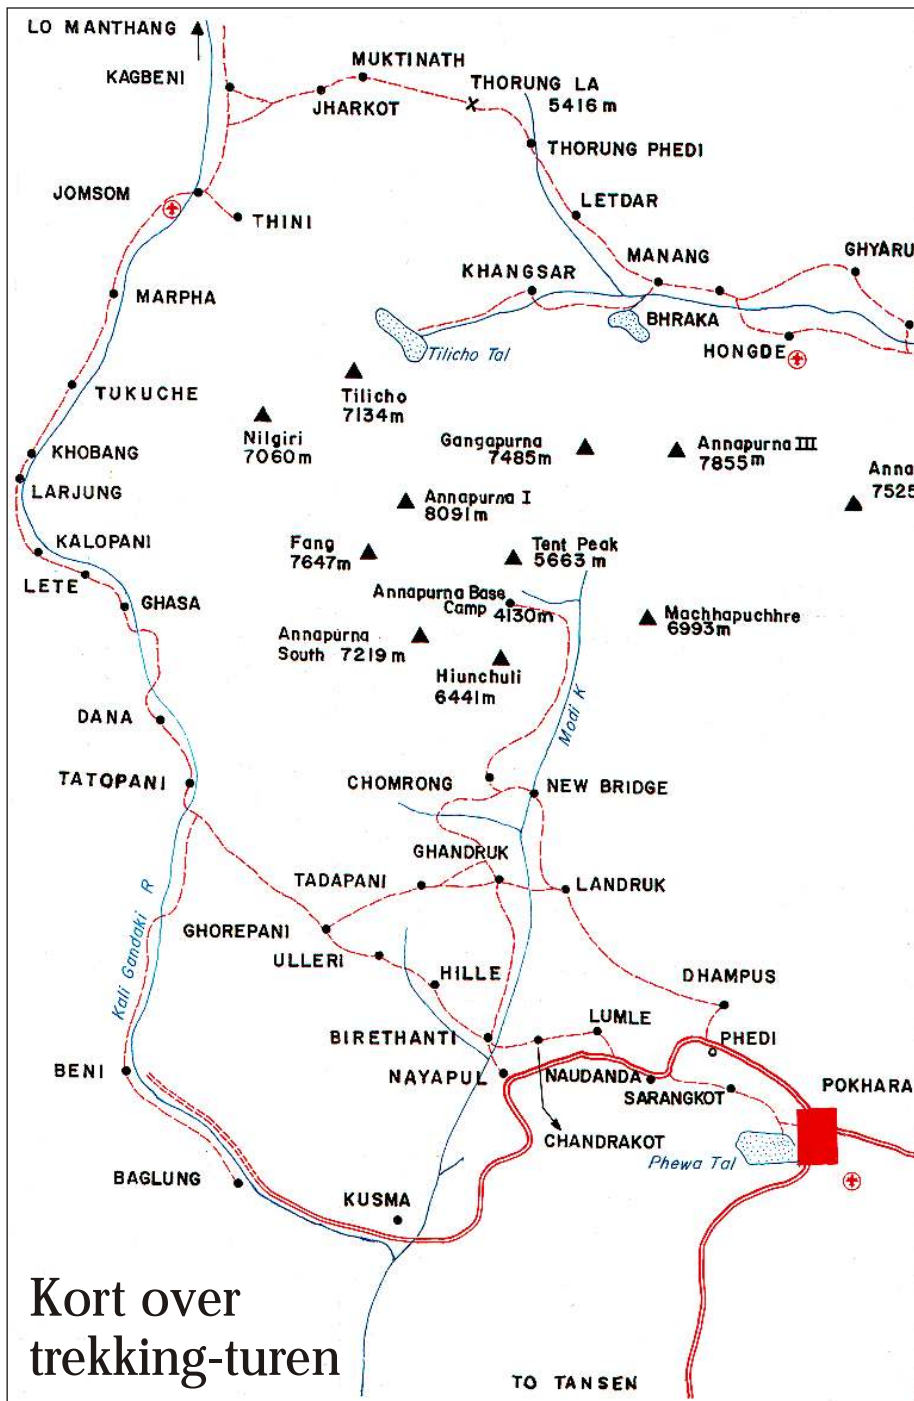 LO MANTHANG
KAGBENI
MUKTINATH
JHARKOT
THORUNG LA
5416 m
THORUNG PHEDI
JOMSOM
THINI
LETDAR
MANANG
GHYARU
KHANGSAR
MARPHA
BHRAKA
HONGDE
Tilicho Tal
TUKUCHE
Tilicho
7134m
Nilgiri
7060m
Gangapurna
7485m
Annapurna III
7855m
Anna
7525
KHOBANG
LARJUNG
Annapurna I
8091m
KALOPANI
Fang
7647m
Tent Peak
5663 m
LETE
GHASA
Annapurna Base
Camp 4130m
Machhapuchhre
6993m
Annapurna
South 7219 m
Hiunchuli
6441m
DANA
Modi K
TATOPANI
CHOMRONG
NEW BRIDGE
GHANDRUK
TADAPANI
LANDRUK
GHOREPANI
ULLERI
Kali Gandaki R
HILLE
DHAMPUS
LUMLE
BIRETHANTI
PHEDI
BENI
NAYAPUL
NAUDANDA
SARANGKOT
POKHARA
CHANDRAKOT
Phewa Tal
BAGLUNG
KUSMA
Kort over
trekking-turen
TO TANSEN